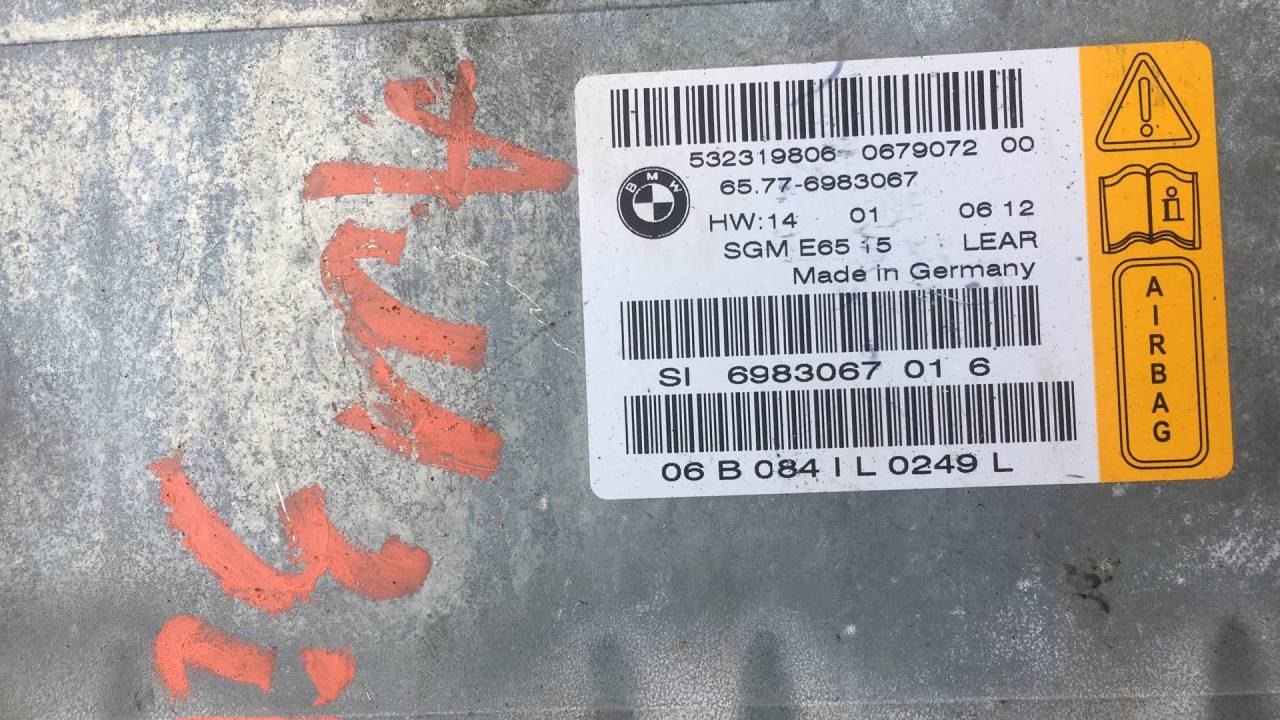 532319806 0679072 00
65.77-6983067
BMW
HW:14 01 06 12
SGM E65 15 LEAR
Made in Germany
SI 6983067 01 6
06 B 084 I L 0249 L
AIRBAG